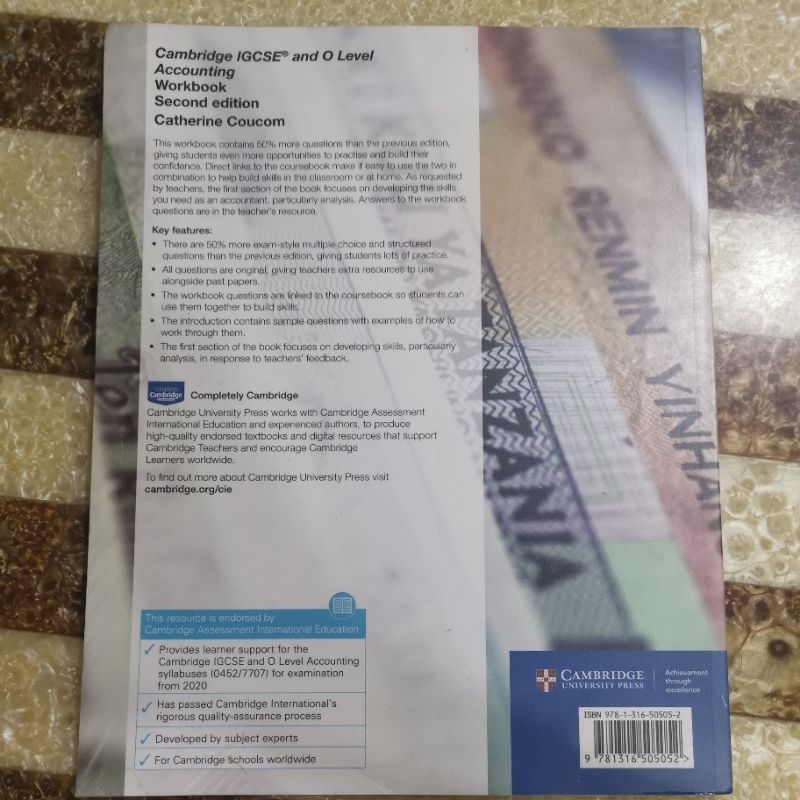 Cambridge IGCSE® and O Level
Accounting
Workbook
Second edition
Catherine Coucom
This workbook contains 50% more questions than the previous edition,
giving students even more opportunities to practise and build their
confidence. Direct links to the coursebook make it easy to use the two in
combination to help build skills in the classroom or at home. As requested
by teachers, the first section of the book focuses on developing the skills
you need as an accountant, particularly analysis. Answers to the workbook
questions are in the teacher's resource.
Key features:
• There are 50% more exam-style multiple choice and structured
questions than the previous edition, giving students lots of practice.
• All questions are original, giving teachers extra resources to use
alongside past papers.
• The workbook questions are linked to the coursebook so students can
use them together to build skills.
• The introduction contains sample questions with examples of how to
work through them.
• The first section of the book focuses on developing skills, particularly
analysis, in response to teachers' feedback.
Cambridge
Completely Cambridge
Cambridge University Press works with Cambridge Assessment
International Education and experienced authors, to produce
high-quality endorsed textbooks and digital resources that support
Cambridge Teachers and encourage Cambridge
Learners worldwide.
To find out more about Cambridge University Press visit
cambridge.org/cie
This resource is endorsed by
Cambridge Assessment International Education
✓ Provides learner support for the
Cambridge IGCSE and O Level Accounting
syllabuses (0452/7707) for examination
from 2020
✓ Has passed Cambridge International's
rigorous quality-assurance process
✓ Developed by subject experts
✓ For Cambridge schools worldwide
RENMIN YINHAN
TANZANIA
CAMBRIDGE
UNIVERSITY PRESS
Achievement
through
excellence
ISBN 978-1-316-50505-2
9 781316 505052 >